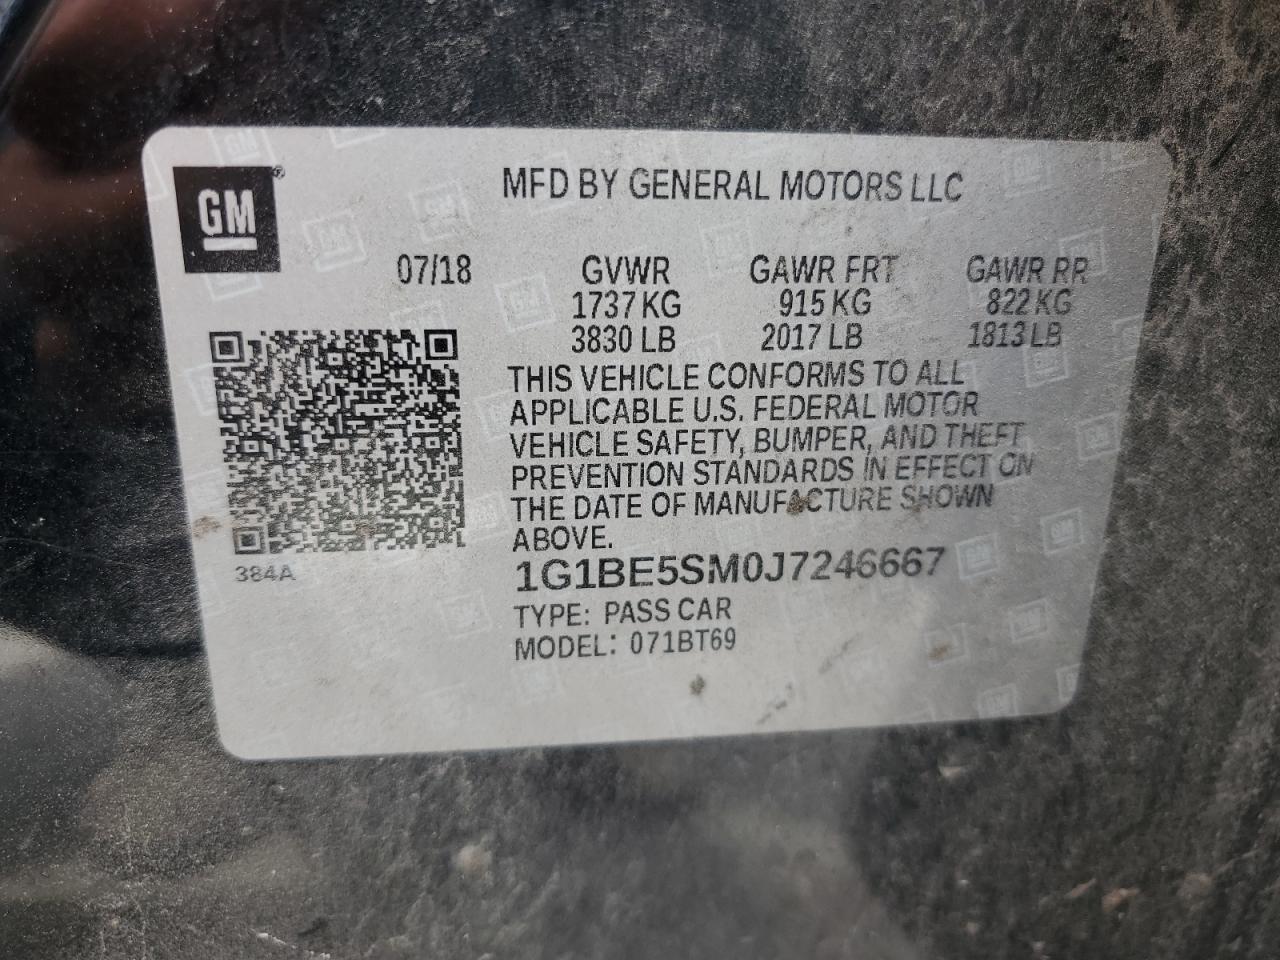 GM
MFD BY GENERAL MOTORS LLC
07/18 GVWR GAWR FRT GAWR RR
1737 KG 915 KG 822 KG
3830 LB 2017 LB 1813 LB
THIS VEHICLE CONFORMS TO ALL
APPLICABLE U.S. FEDERAL MOTOR
VEHICLE SAFETY, BUMPER, AND THEFT
PREVENTION STANDARDS IN EFFECT ON
THE DATE OF MANUFACTURE SHOWN
ABOVE.
384A
1G1BE5SM0J7246667
TYPE: PASS CAR
MODEL: 071BT69